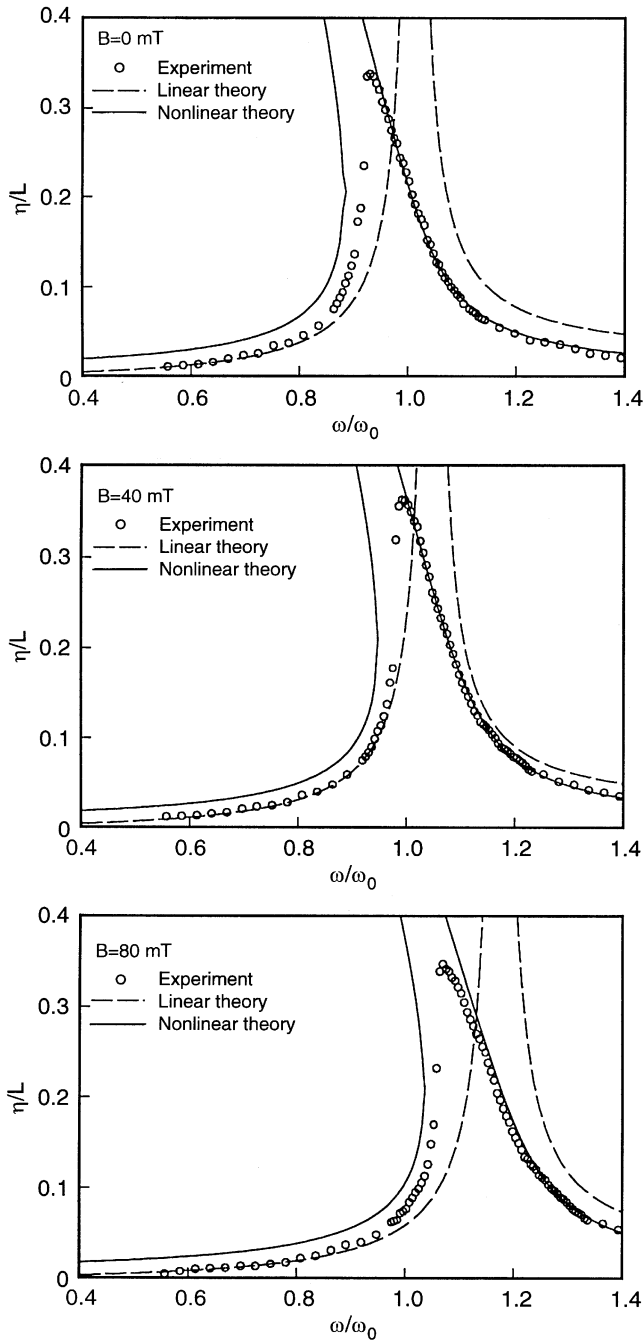 B=0 mT
Experiment
Linear theory
Nonlinear theory
0.4
0.3
0.2
0.1
0
η/L
0.4 0.6 0.8 1.0 1.2 1.4
ω/ω₀
B=40 mT
Experiment
Linear theory
Nonlinear theory
0.4
0.3
0.2
0.1
0
η/L
0.4 0.6 0.8 1.0 1.2 1.4
ω/ω₀
B=80 mT
Experiment
Linear theory
Nonlinear theory
0.4
0.3
0.2
0.1
0
η/L
0.4 0.6 0.8 1.0 1.2 1.4
ω/ω₀